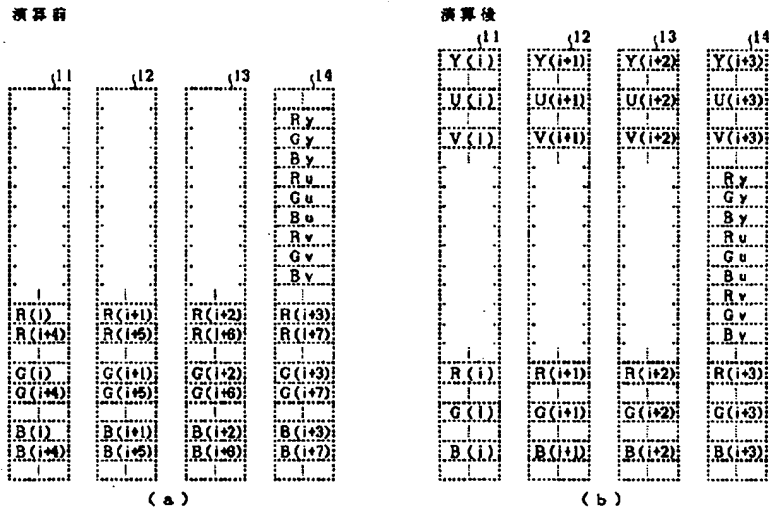 演算前 演算後
11 12 13 14
Ry
Gy
By
Ru
Gu
Bu
Rv
Gv
Bv
R(i) R(i+1) R(i+2) R(i+3)
R(i+4) R(i+5) R(i+6) R(i+7)
G(i) G(i+1) G(i+2) G(i+3)
G(i+4) G(i+5) G(i+6) G(i+7)
B(i) B(i+1) B(i+2) B(i+3)
B(i+4) B(i+5) B(i+6) B(i+7)
(a)
11 12 13 14
Y(i) Y(i+1) Y(i+2) Y(i+3)
U(i) U(i+1) U(i+2) U(i+3)
V(i) V(i+1) V(i+2) V(i+3)
Ry
Gy
By
Ru
Gu
Bu
Rv
Gv
Bv
R(i) R(i+1) R(i+2) R(i+3)
G(i) G(i+1) G(i+2) G(i+3)
B(i) B(i+1) B(i+2) B(i+3)
(b)